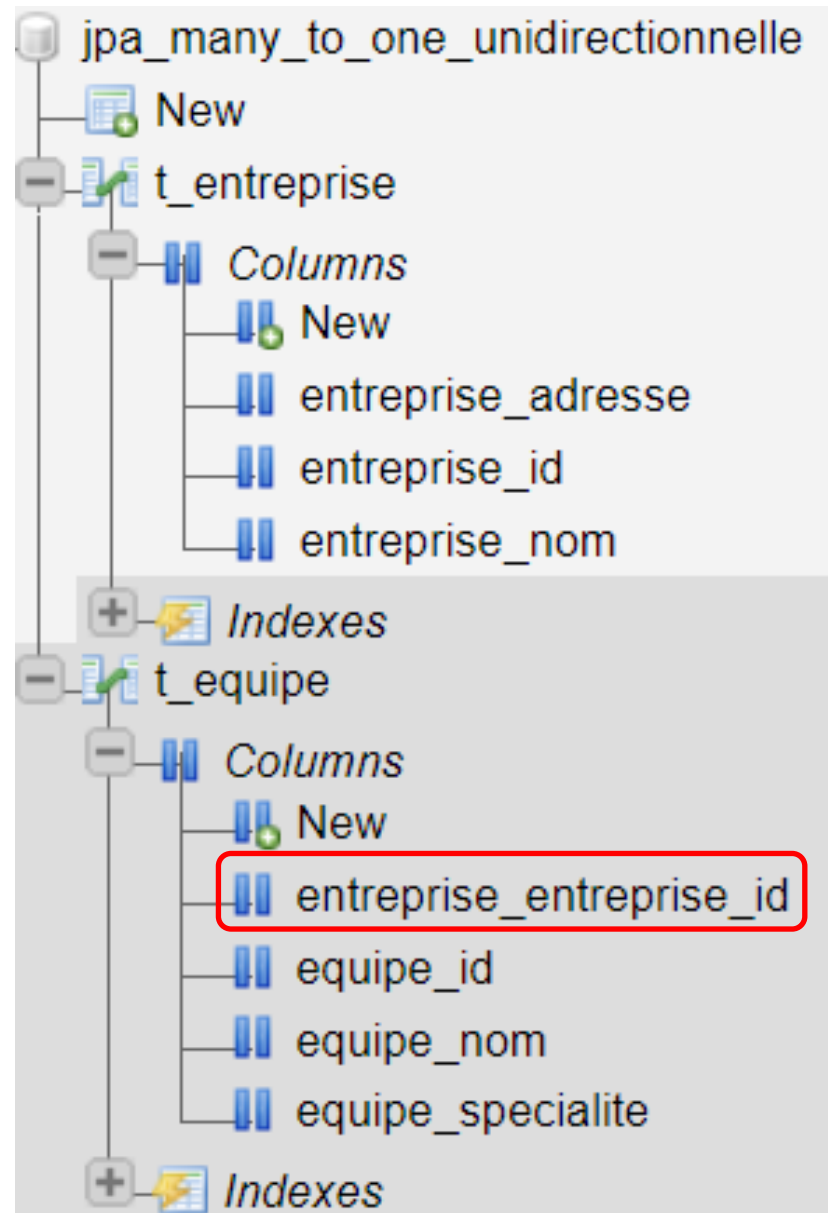 jpa_many_to_one_unidirectionnelle
New
t_entreprise
Columns
New
entreprise_adresse
entreprise_id
entreprise_nom
Indexes
t_equipe
Columns
New
entreprise_entreprise_id
equipe_id
equipe_nom
equipe_specialite
Indexes